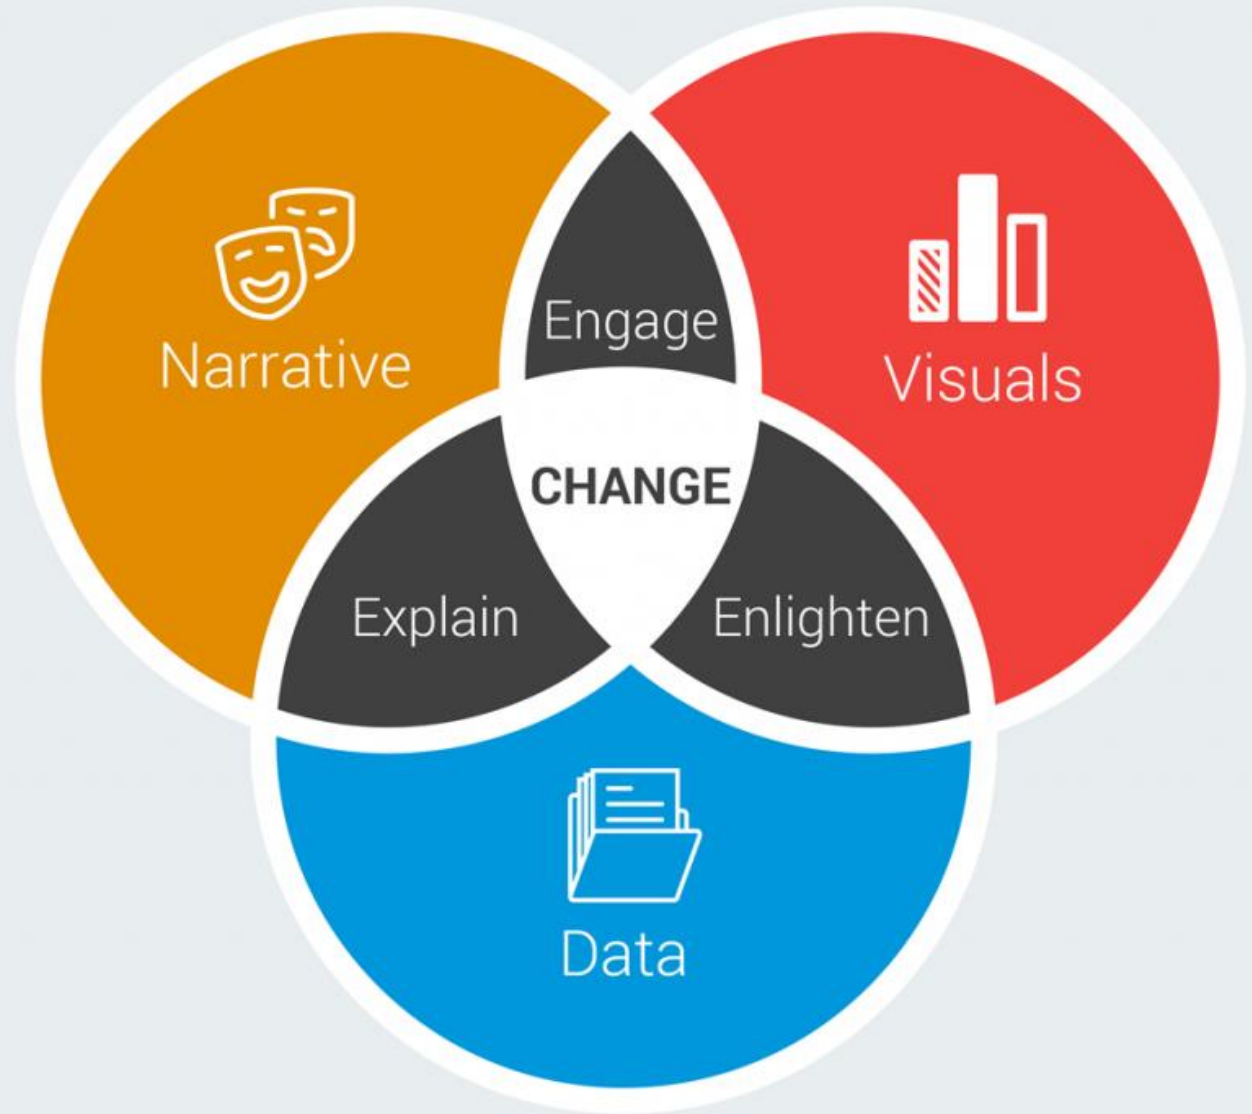 Engage
Narrative
Visuals
CHANGE
Explain
Enlighten
Data